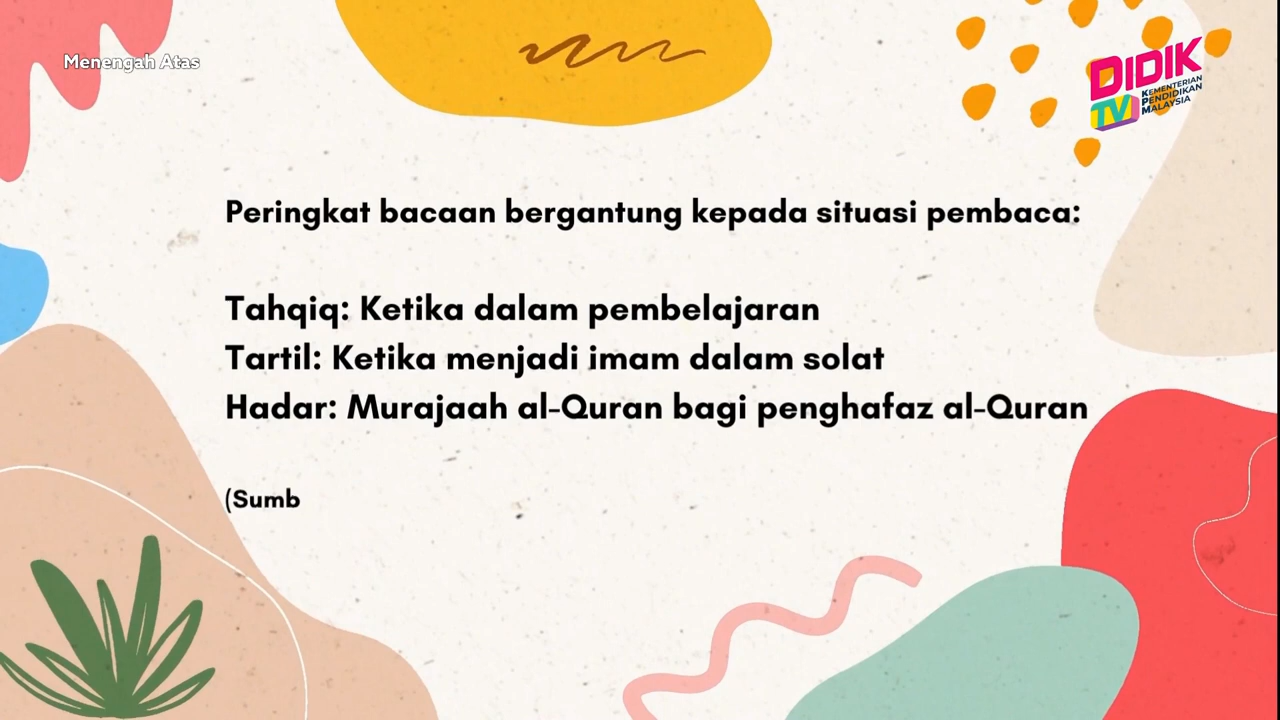 Menengah Atas
DIDIK
TV
KEMENTERIAN
PENDIDIKAN
MALAYSIA
Peringkat bacaan bergantung kepada situasi pembaca:
Tahqiq: Ketika dalam pembelajaran
Tartil: Ketika menjadi imam dalam solat
Hadar: Murajaah al-Quran bagi penghafaz al-Quran
(Sumb